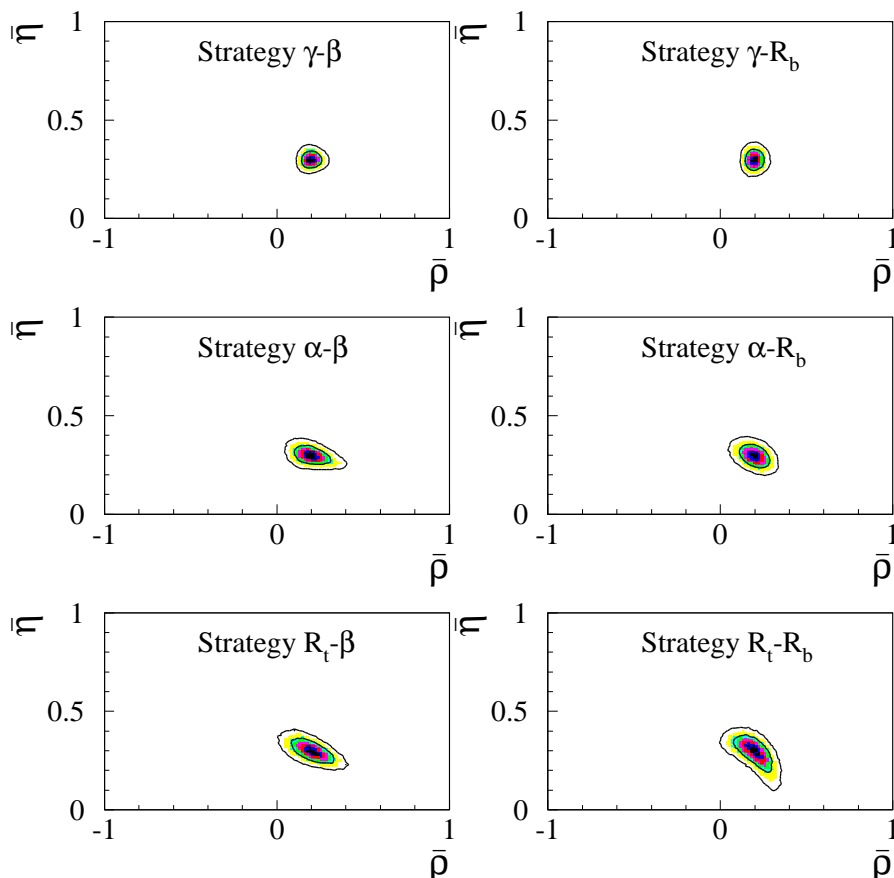 η̄ 1 Strategy γ-β 0.5 0 -1 0 1 ρ̄
η̄ 1 Strategy γ-R_b 0.5 0 -1 0 1 ρ̄
η̄ 1 Strategy α-β 0.5 0 -1 0 1 ρ̄
η̄ 1 Strategy α-R_b 0.5 0 -1 0 1 ρ̄
η̄ 1 Strategy R_t-β 0.5 0 -1 0 1 ρ̄
η̄ 1 Strategy R_t-R_b 0.5 0 -1 0 1 ρ̄